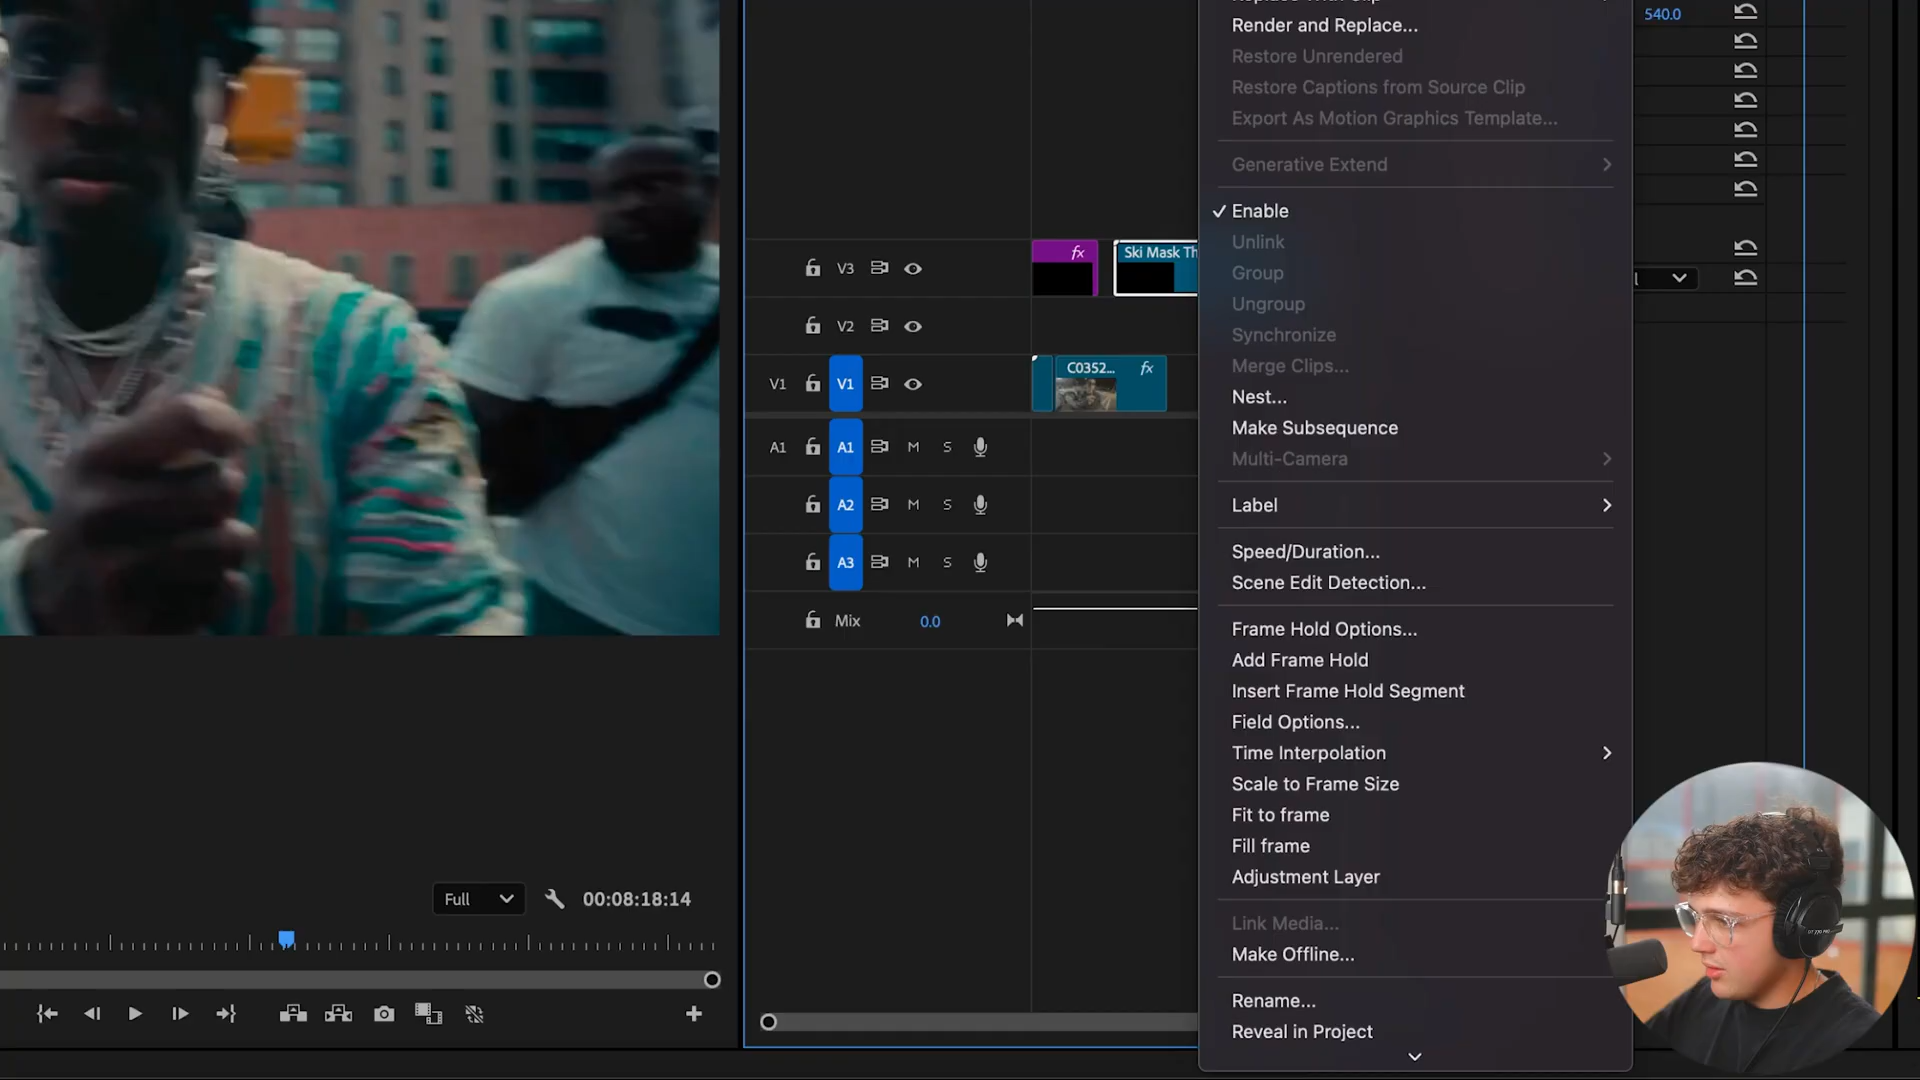 Render and Replace...
Restore Unrendered
Restore Captions from Source Clip
Export As Motion Graphics Template...
Generative Extend
Enable
Unlink
Group
Ungroup
Synchronize
Merge Clips...
Nest...
Make Subsequence
Multi-Camera
Label
Speed/Duration...
Scene Edit Detection...
Frame Hold Options...
Add Frame Hold
Insert Frame Hold Segment
Field Options...
Time Interpolation
Scale to Frame Size
Fit to frame
Fill frame
Adjustment Layer
Link Media...
Make Offline...
Rename...
Reveal in Project
540.0
V3
fx
Ski Mask Th
V2
V1 V1
C0352...
fx
A1 A1 M S
A2 M S
A3 M S
Mix 0.0
Full
00:08:18:14